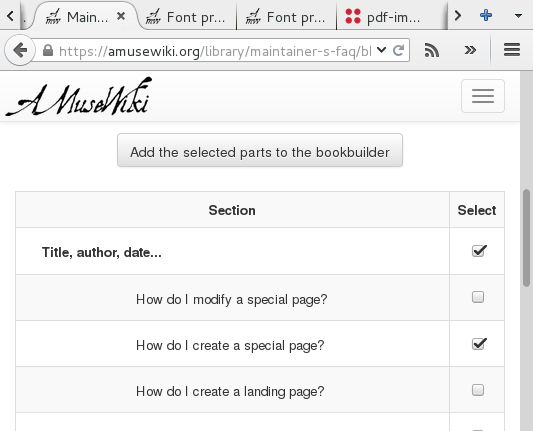 Main...
Font pr...
Font pr...
pdf-im...
https://amusewiki.org/library/maintainer-s-faq/bl
AMuseWiki
Add the selected parts to the bookbuilder
Section Select
Title, author, date...
How do I modify a special page?
How do I create a special page?
How do I create a landing page?